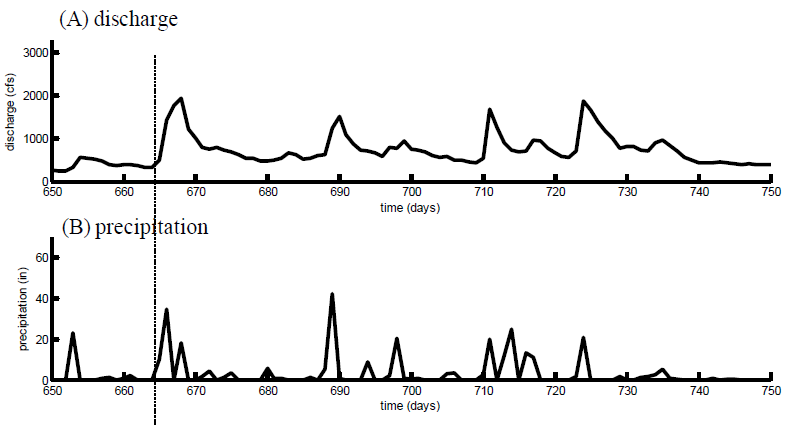 (A) discharge
3000
2000
1000
0
discharge (cfs)
650 660 670 680 690 700 710 720 730 740 750
time (days)
(B) precipitation
60
40
20
0
precipitation (in)
650 660 670 680 690 700 710 720 730 740 750
time (days)